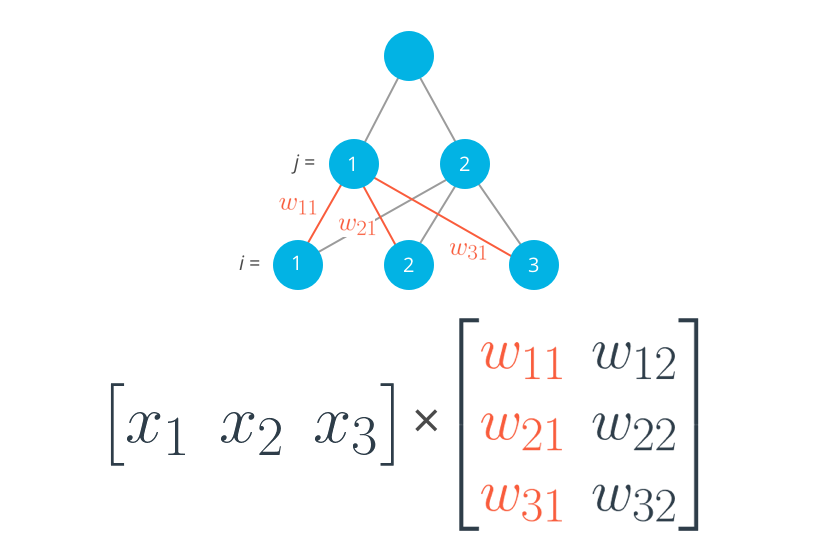 j = 1 2
w11 w21
w31
i = 1 2 3
[x1 x2 x3] × [w11 w12
w21 w22
w31 w32]